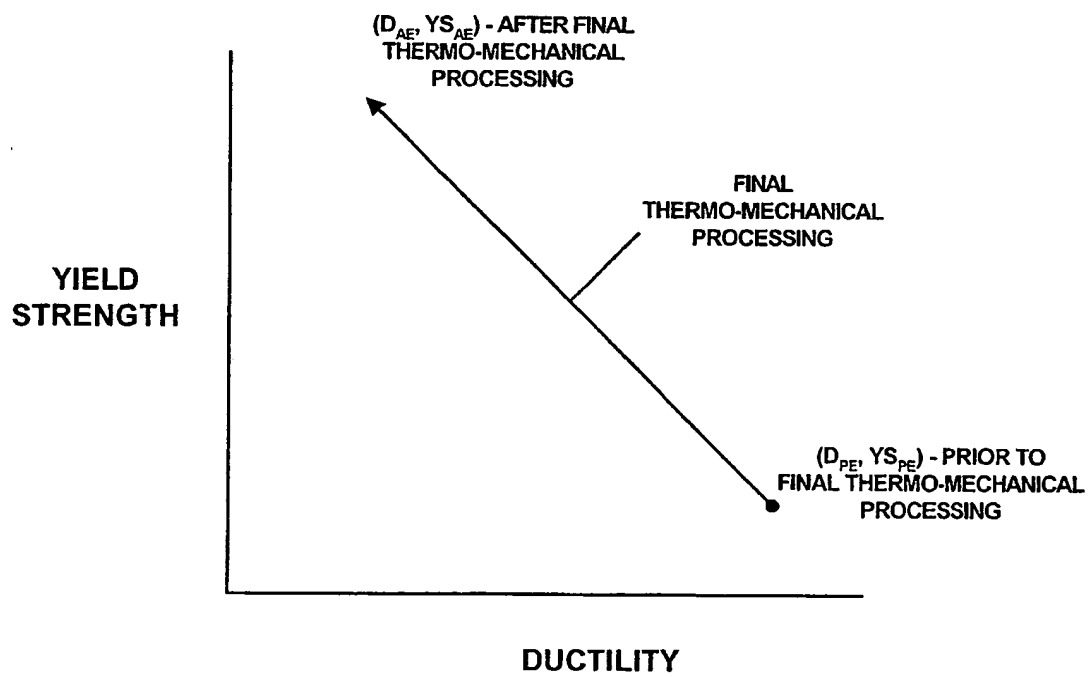 (D_AE, YS_AE) - AFTER FINAL
THERMO-MECHANICAL
PROCESSING
FINAL
THERMO-MECHANICAL
PROCESSING
YIELD
STRENGTH
(D_PE, YS_PE) - PRIOR TO
FINAL THERMO-MECHANICAL
PROCESSING
DUCTILITY